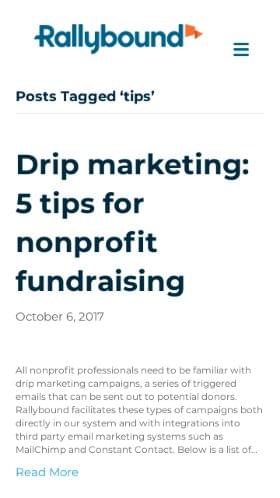 Rallybound
Posts Tagged ‘tips’
Drip marketing:
5 tips for
nonprofit
fundraising
October 6, 2017
All nonprofit professionals need to be familiar with
drip marketing campaigns, a series of triggered
emails that can be sent out to potential donors.
Rallybound facilitates these types of campaigns both
directly in our system and with integrations into
third party email marketing systems such as
MailChimp and Constant Contact. Below is a list of...
Read More